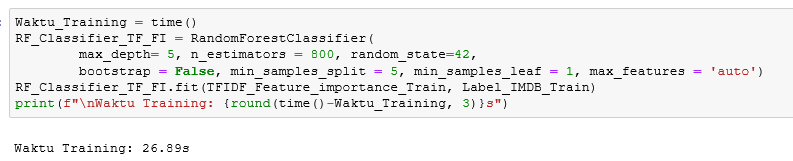 Waktu_Training = time()
RF_Classifier_TF_FI = RandomForestClassifier(
        max_depth= 5, n_estimators = 800, random_state=42,
        bootstrap = False, min_samples_split = 5, min_samples_leaf = 1, max_features = 'auto')
RF_Classifier_TF_FI.fit(TFIDF_Feature_importance_Train, Label_IMDB_Train)
print(f"\nWaktu Training: {round(time()-Waktu_Training, 3)}s")
Waktu Training: 26.89s